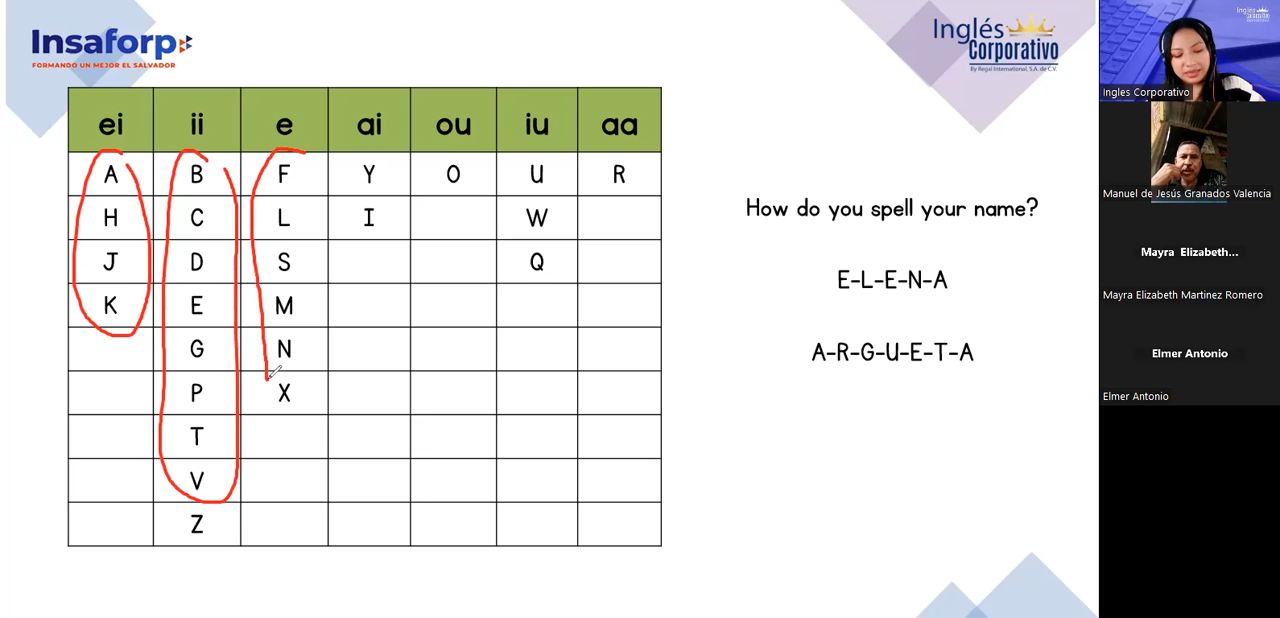 Insaforp
FORMANDO UN MEJOR EL SALVADOR
Inglés
Corporativo
By Regal International, S.A. de C.V.
ei ii e ai ou iu aa
A B F Y O U R
H C L I W
J D S Q
K E M
G N
P X
T
V
Z
How do you spell your name?
E-L-E-N-A
A-R-G-U-E-T-A
Ingles Corporativo
Manuel de Jesús Granados Valencia
Mayra Elizabeth...
Mayra Elizabeth Martinez Romero
Elmer Antonio
Elmer Antonio